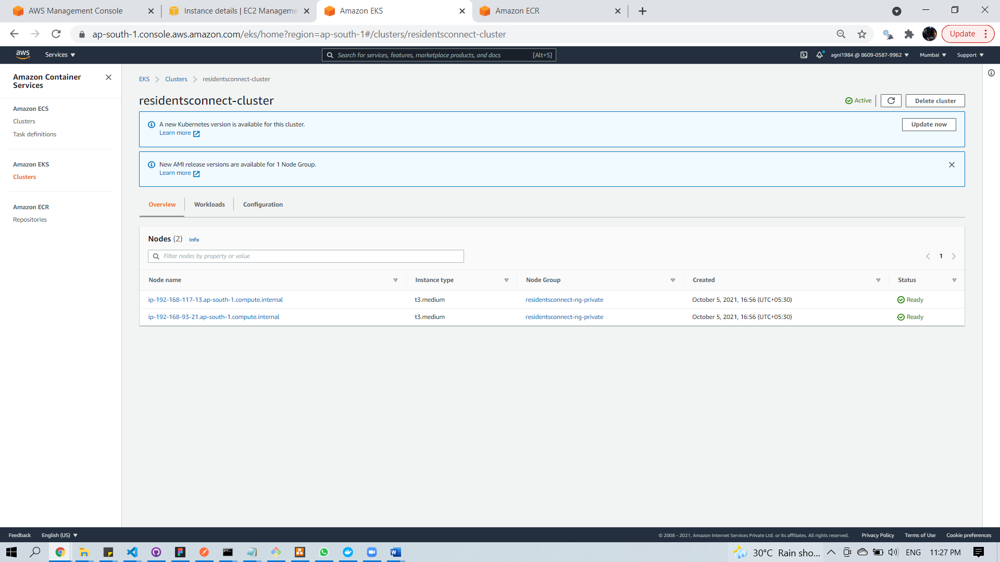 AWS Management Console
Instance details | EC2 Manageme
Amazon EKS
Amazon ECR
ap-south-1.console.aws.amazon.com/eks/home?region=ap-south-1#/clusters/residentsconnect-cluster
Update
aws
Services
Search for services, features, marketplace products, and docs
[Alt+S]
agni1984 @ 8609-0587-9962
Mumbai
Support
Amazon Container
Services
Amazon ECS
Clusters
Task definitions
Amazon EKS
Clusters
Amazon ECR
Repositories
EKS
Clusters
residentsconnect-cluster
residentsconnect-cluster
Active
Delete cluster
A new Kubernetes version is available for this cluster.
Learn more
Update now
New AMI release versions are available for 1 Node Group.
Learn more
Overview
Workloads
Configuration
Nodes (2) Info
Filter nodes by property or value
1
Node name
Instance type
Node Group
Created
Status
ip-192-168-117-13.ap-south-1.compute.internal
t3.medium
residentsconnect-ng-private
October 5, 2021, 16:56 (UTC+05:30)
Ready
ip-192-168-93-21.ap-south-1.compute.internal
t3.medium
residentsconnect-ng-private
October 5, 2021, 16:56 (UTC+05:30)
Ready
Feedback
English (US)
© 2008 - 2021, Amazon Internet Services Private Ltd. or its affiliates. All rights reserved.
Privacy Policy
Terms of Use
Cookie preferences
30°C Rain sho...
ENG
11:27 PM